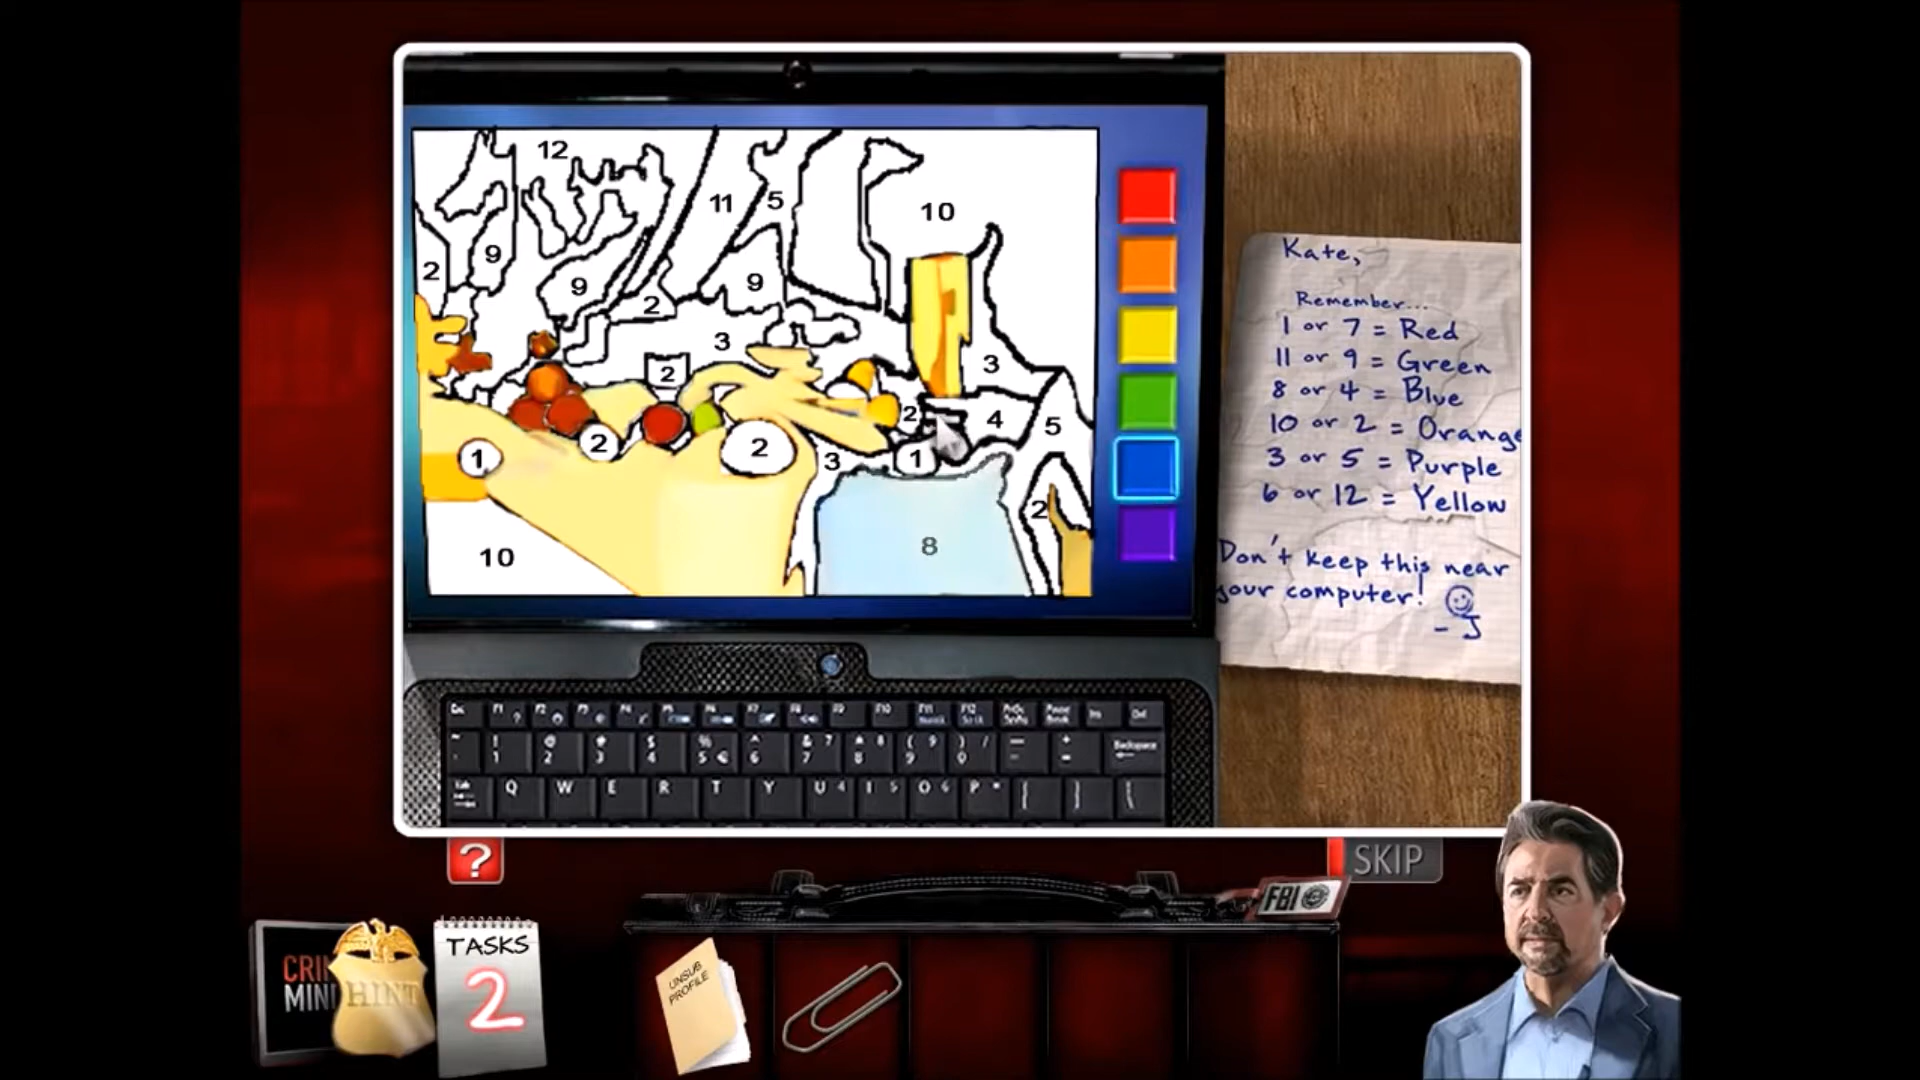 12
11
5
10
9
2
9
9
2
3
3
2
2
4
5
2
2
1
3
1
2
8
10
Kate,
Remember...
1 or 7 = Red
11 or 9 = Green
8 or 4 = Blue
10 or 2 = Orange
3 or 5 = Purple
6 or 12 = Yellow
Don't keep this near
your computer!
- J
Q W E R T Y U I O P
?
SKIP
FBI
HINT
TASKS
2
UNSUB
PROFILE